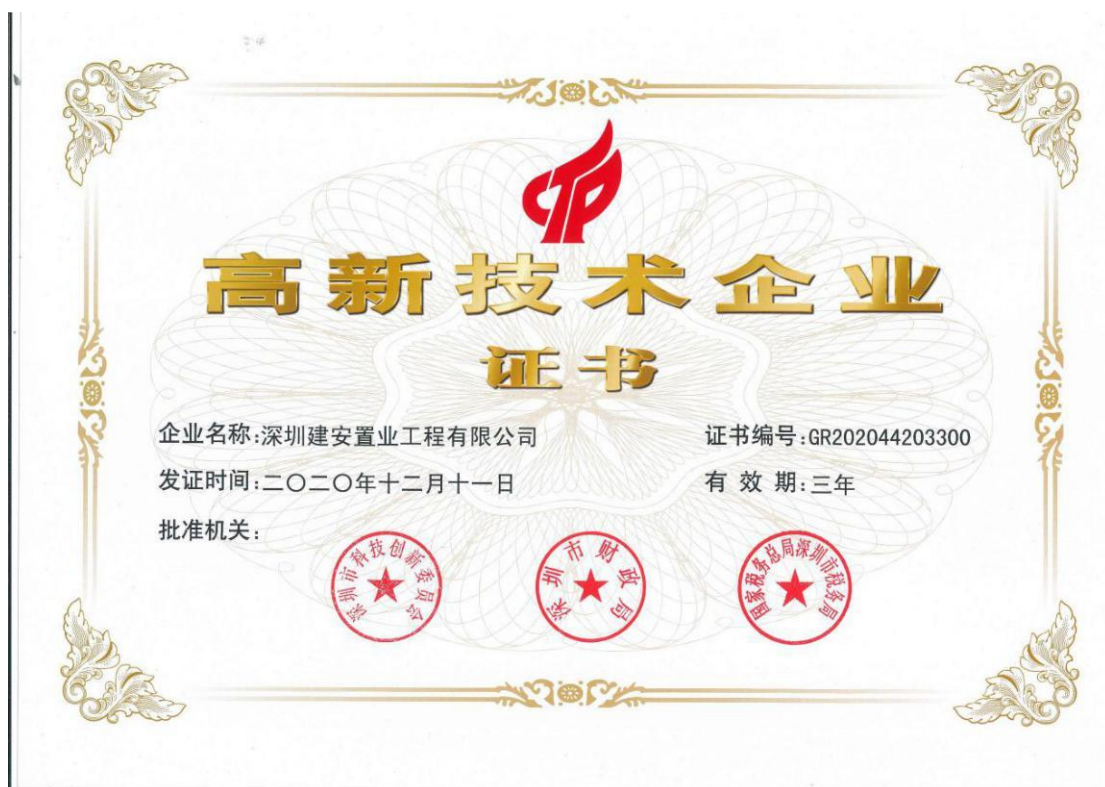 高新技术企业
证书
企业名称:深圳建安置业工程有限公司
证书编号:GR202044203300
发证时间:二〇二〇年十二月十一日
有 效 期:三年
批准机关:
深圳市科技创新委员会
深圳市财政局
国家税务总局深圳市税务局